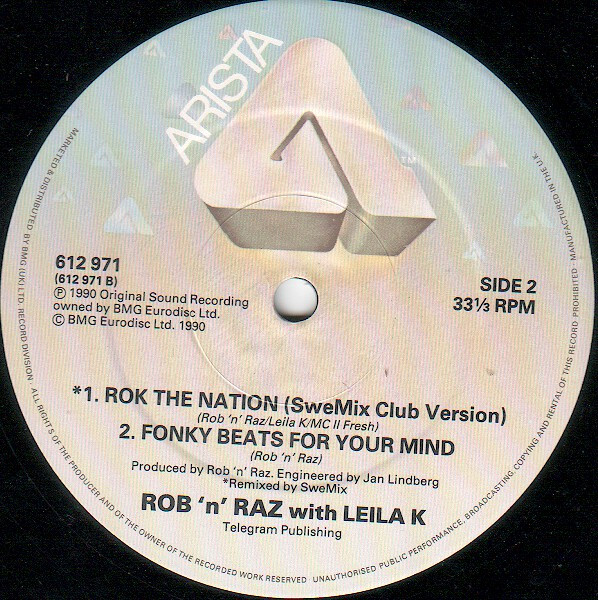 ARISTA
TM
612 971
(612 971 B)
℗ 1990 Original Sound Recording
owned by BMG Eurodisc Ltd.
© BMG Eurodisc Ltd. 1990
SIDE 2
33⅓ RPM
*1. ROK THE NATION (SweMix Club Version)
(Rob 'n' Raz/Leila K/MC II Fresh)
2. FONKY BEATS FOR YOUR MIND
(Rob 'n' Raz)
Produced by Rob 'n' Raz. Engineered by Jan Lindberg
*Remixed by SweMix
ROB 'n' RAZ with LEILA K
Telegram Publishing
MARKETED & DISTRIBUTED BY BMG (UK) LTD. RECORD DIVISION · ALL RIGHTS OF THE PRODUCER AND OF THE OWNER OF THE RECORDED WORK RESERVED UNAUTHORISED PUBLIC PERFORMANCE, BROADCASTING, COPYING AND RENTAL OF THIS RECORD PROHIBITED · MANUFACTURED IN THE U.K.